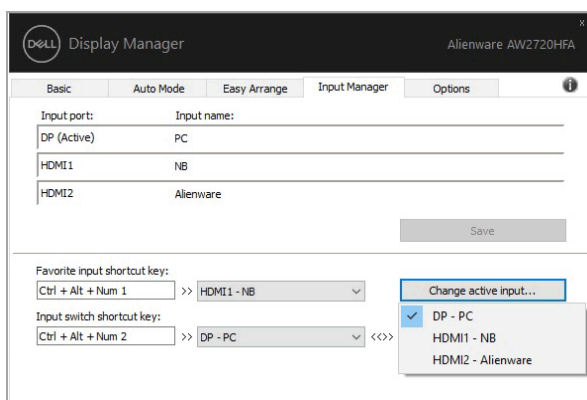 DELL Display Manager Alienware AW2720HFA
x
Basic Auto Mode Easy Arrange Input Manager Options i
Input port: Input name:
DP (Active) PC
HDMI1 NB
HDMI2 Alienware
Save
Favorite input shortcut key:
Ctrl + Alt + Num 1 >> HDMI1 - NB Change active input...
DP - PC
Input switch shortcut key:
HDMI1 - NB
Ctrl + Alt + Num 2 >> DP - PC <<>>
HDMI2 - Alienware